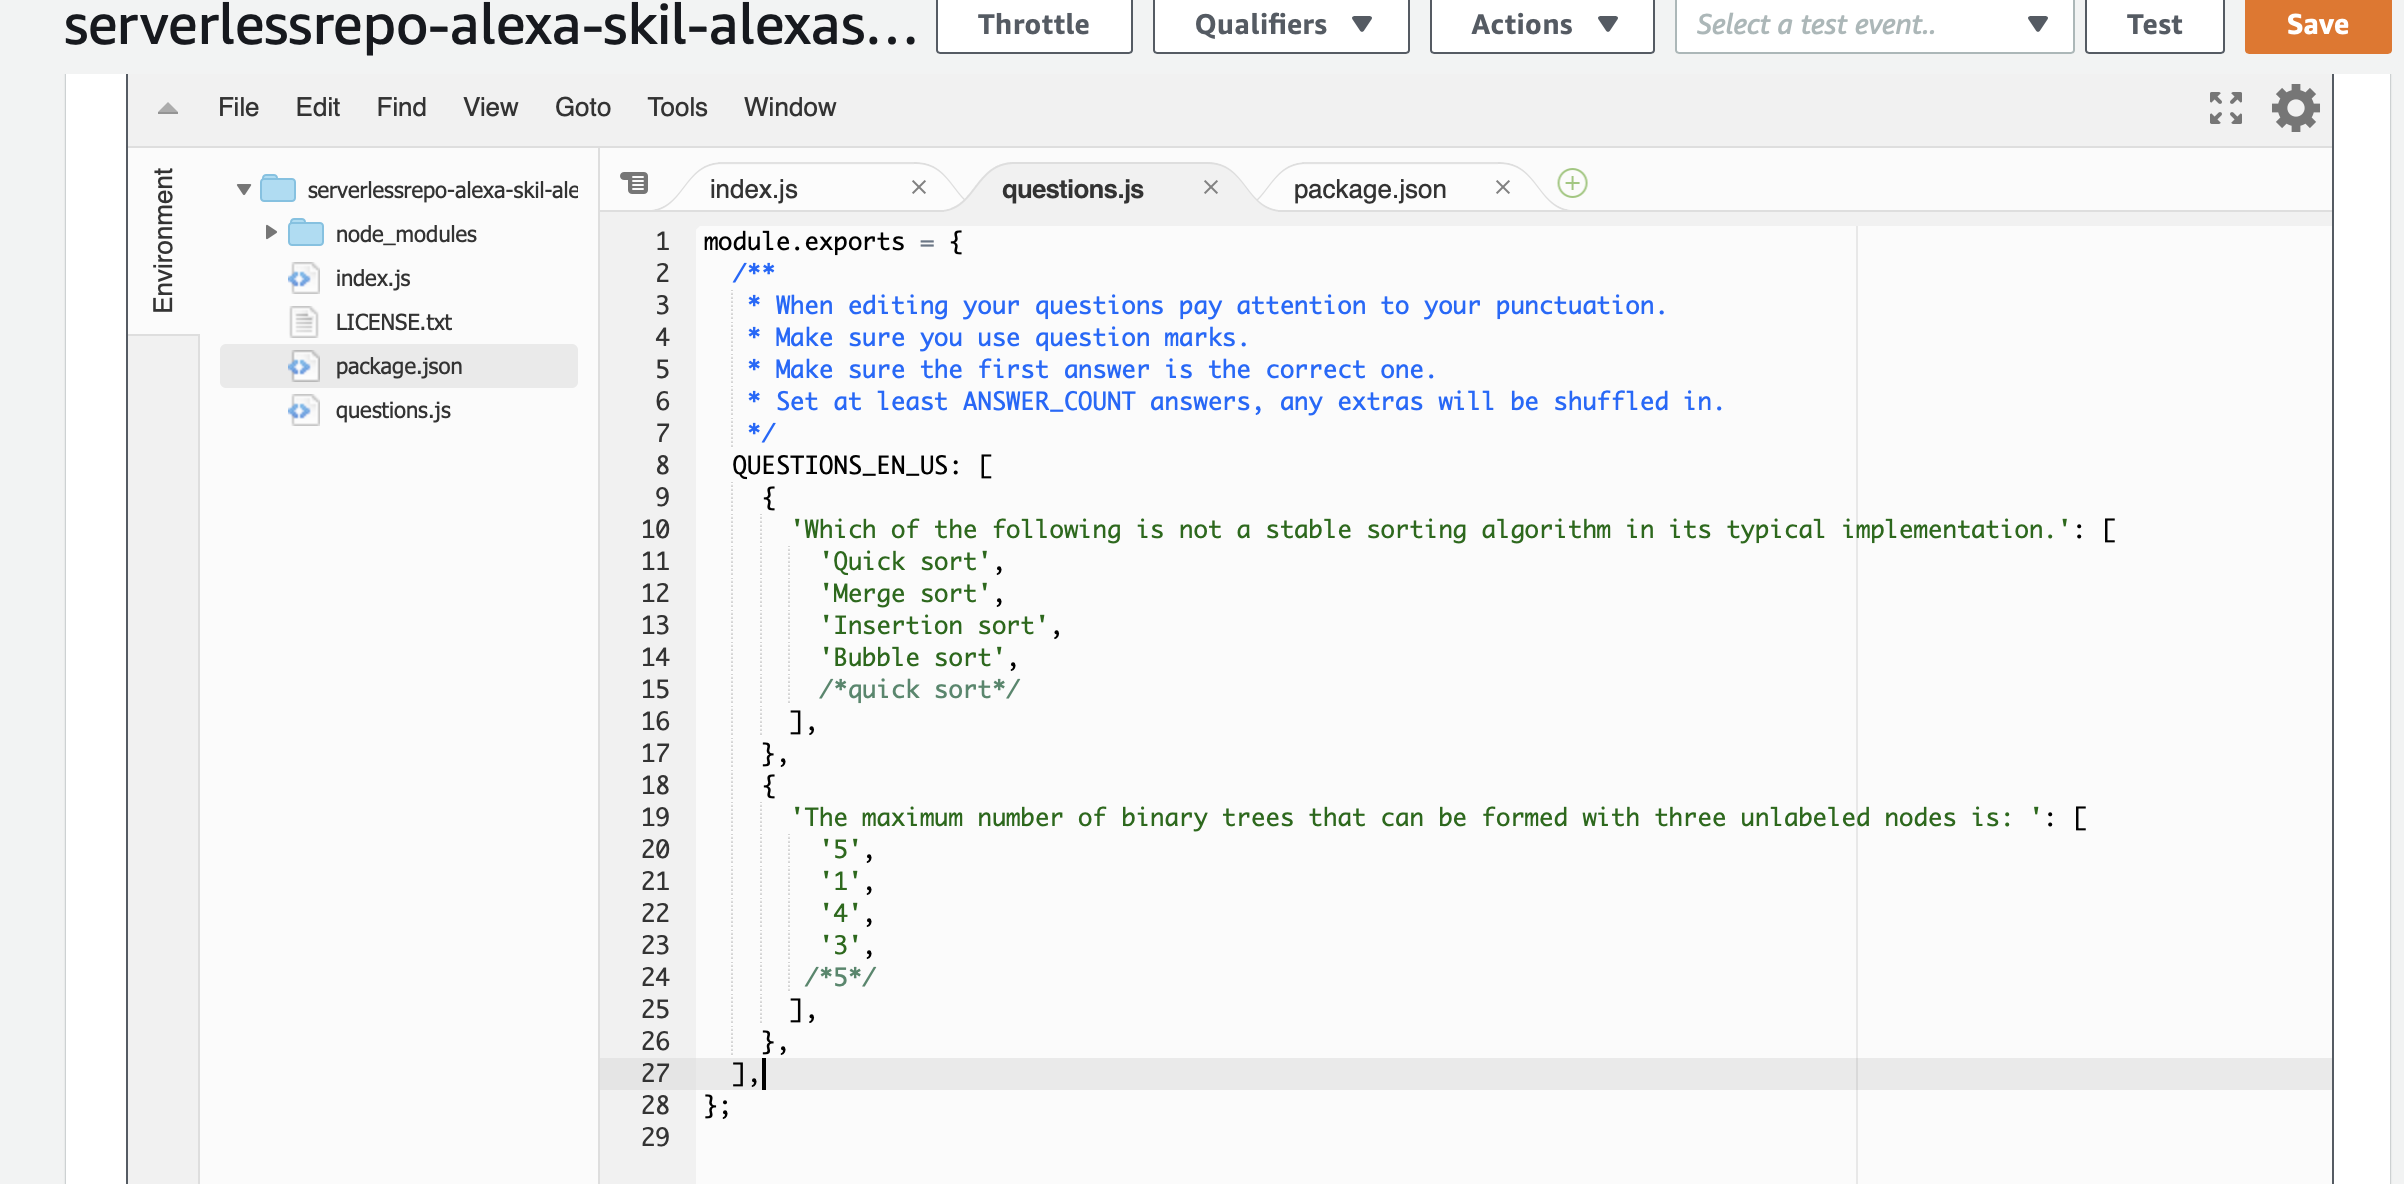 serverlessrepo-alexa-skil-alexas... Throttle Qualifiers Actions Select a test event.. Test Save
File Edit Find View Goto Tools Window
Environment
serverlessrepo-alexa-skil-ale
node_modules
index.js
LICENSE.txt
package.json
questions.js
index.js questions.js package.json
1 module.exports = {
2   /**
3    * When editing your questions pay attention to your punctuation.
4    * Make sure you use question marks.
5    * Make sure the first answer is the correct one.
6    * Set at least ANSWER_COUNT answers, any extras will be shuffled in.
7    */
8   QUESTIONS_EN_US: [
9     {
10       'Which of the following is not a stable sorting algorithm in its typical implementation.': [
11         'Quick sort',
12         'Merge sort',
13         'Insertion sort',
14         'Bubble sort',
15         /*quick sort*/
16       ],
17     },
18     {
19       'The maximum number of binary trees that can be formed with three unlabeled nodes is: ': [
20         '5',
21         '1',
22         '4',
23         '3',
24        /*5*/
25       ],
26     },
27   ],
28 };
29